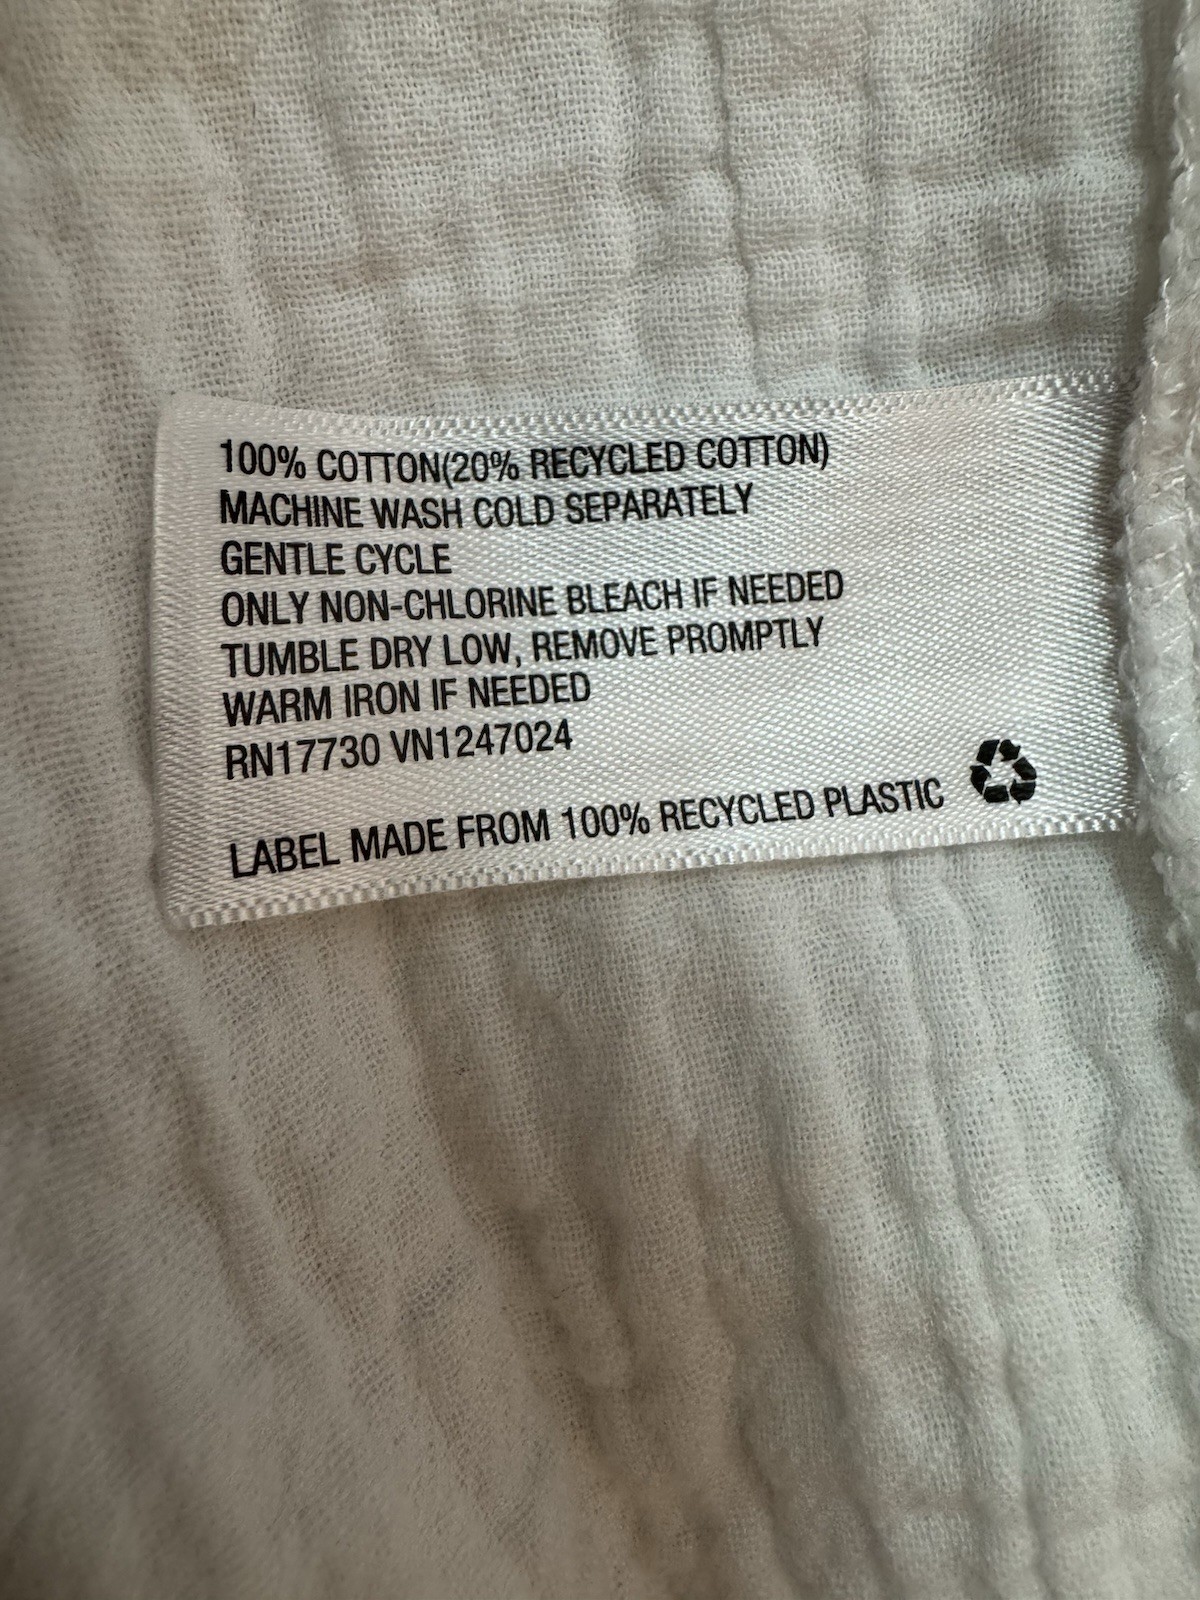 100% COTTON(20% RECYCLED COTTON)
MACHINE WASH COLD SEPARATELY
GENTLE CYCLE
ONLY NON-CHLORINE BLEACH IF NEEDED
TUMBLE DRY LOW, REMOVE PROMPTLY
WARM IRON IF NEEDED
RN17730 VN1247024
LABEL MADE FROM 100% RECYCLED PLASTIC